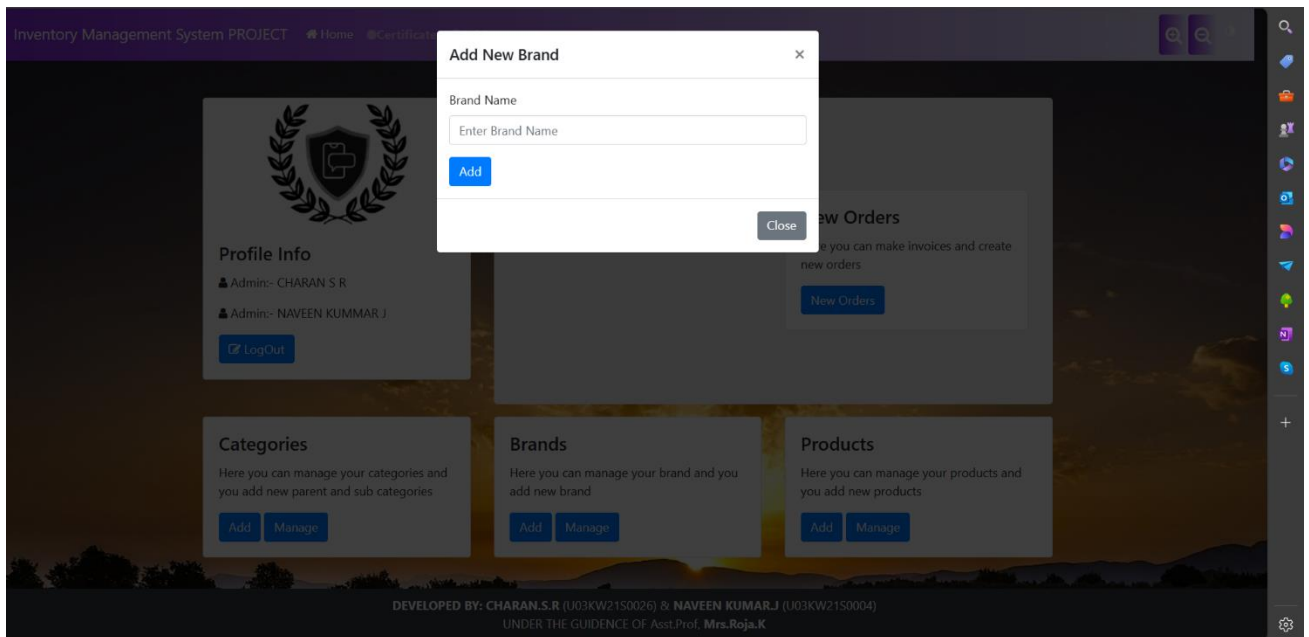 Inventory Management System PROJECT Home Certificate
Add New Brand ×
Brand Name
Enter Brand Name
Add
Close
Profile Info
Admin:- CHARAN S R
Admin:- NAVEEN KUMMAR J
LogOut
ew Orders
e you can make invoices and create
new orders
New Orders
Categories
Here you can manage your categories and
you add new parent and sub categories
Add Manage
Brands
Here you can manage your brand and you
add new brand
Add Manage
Products
Here you can manage your products and
you add new products
Add Manage
DEVELOPED BY: CHARAN.S.R (U03KW21S0026) & NAVEEN KUMAR.J (U03KW21S0004)
UNDER THE GUIDENCE OF Asst.Prof, Mrs.Roja.K